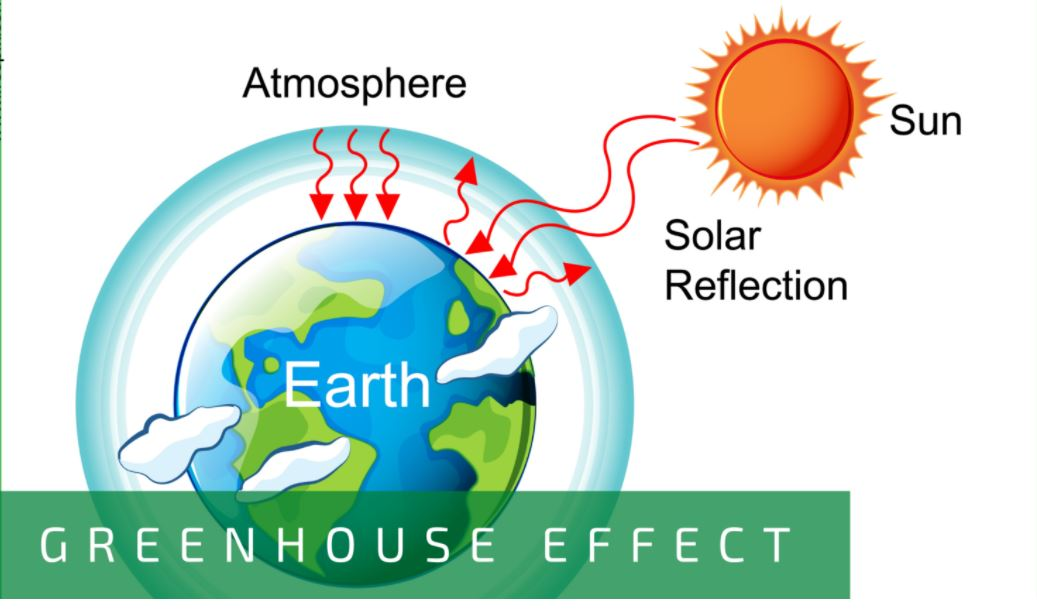 Atmosphere
Sun
Solar
Reflection
Earth
GREENHOUSE EFFECT